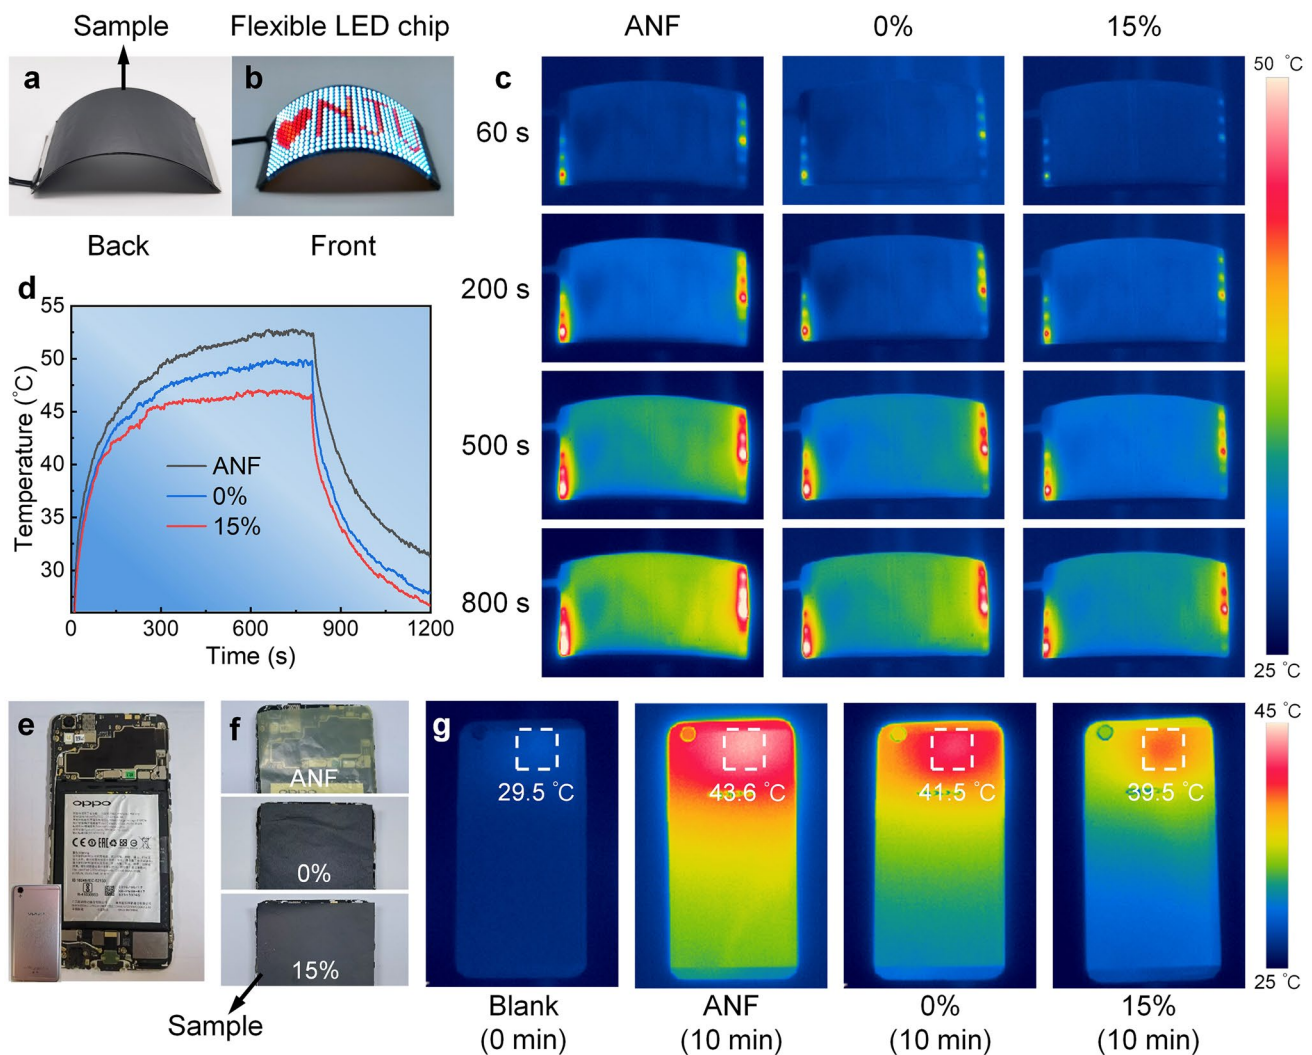 Sample
Flexible LED chip
ANF
0%
15%
a
b
c
50 °C
60 s
Back
Front
200 s
d
55
50
45
40
35
30
Temperature (°C)
ANF
0%
15%
0
300
600
900
1200
Time (s)
500 s
800 s
25 °C
e
oppo
f
ANF
oppo
0%
15%
Sample
g
29.5 °C
43.6 °C
41.5 °C
39.5 °C
45 °C
25 °C
Blank
(0 min)
ANF
(10 min)
0%
(10 min)
15%
(10 min)